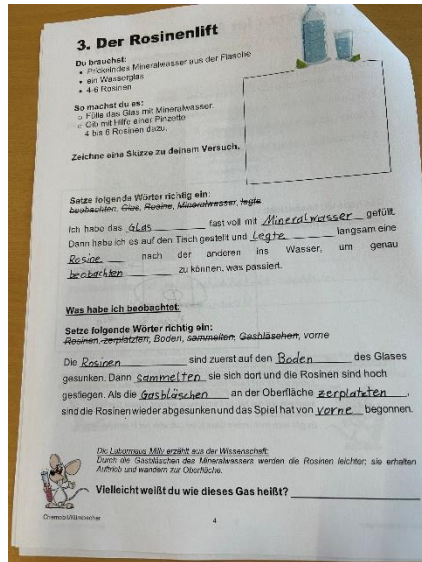 3. Der Rosinenlift
Du brauchst:
• Prickelndes Mineralwasser aus der Flasche
• ein Wasserglas
• 4-6 Rosinen
So machst du es:
○ Fülle das Glas mit Mineralwasser.
○ Gib mit Hilfe einer Pinzette
4 bis 6 Rosinen dazu.
Zeichne eine Skizze zu deinem Versuch.
Setze folgende Wörter richtig ein:
beobachten, Glas, Rosine, Mineralwasser, legte
Ich habe das Glas fast voll mit Mineralwasser gefüllt.
Dann habe ich es auf den Tisch gestellt und Legte langsam eine
Rosine nach der anderen ins Wasser, um genau
beobachten zu können, was passiert.
Was habe ich beobachtet:
Setze folgende Wörter richtig ein:
Rosinen, zerplatzten, Boden, sammelten, Gasbläschen, vorne
Die Rosinen sind zuerst auf den Boden des Glases
gesunken. Dann sammelten sie sich dort und die Rosinen sind hoch
gestiegen. Als die Gasbläschen an der Oberfläche zerplatzten,
sind die Rosinen wieder abgesunken und das Spiel hat von vorne begonnen.
Die Labormaus Milly erzählt aus der Wissenschaft:
Durch die Gasbläschen des Mineralwassers werden die Rosinen leichter; sie erhalten
Auftrieb und wandern zur Oberfläche.
Vielleicht weißt du wie dieses Gas heißt?
4